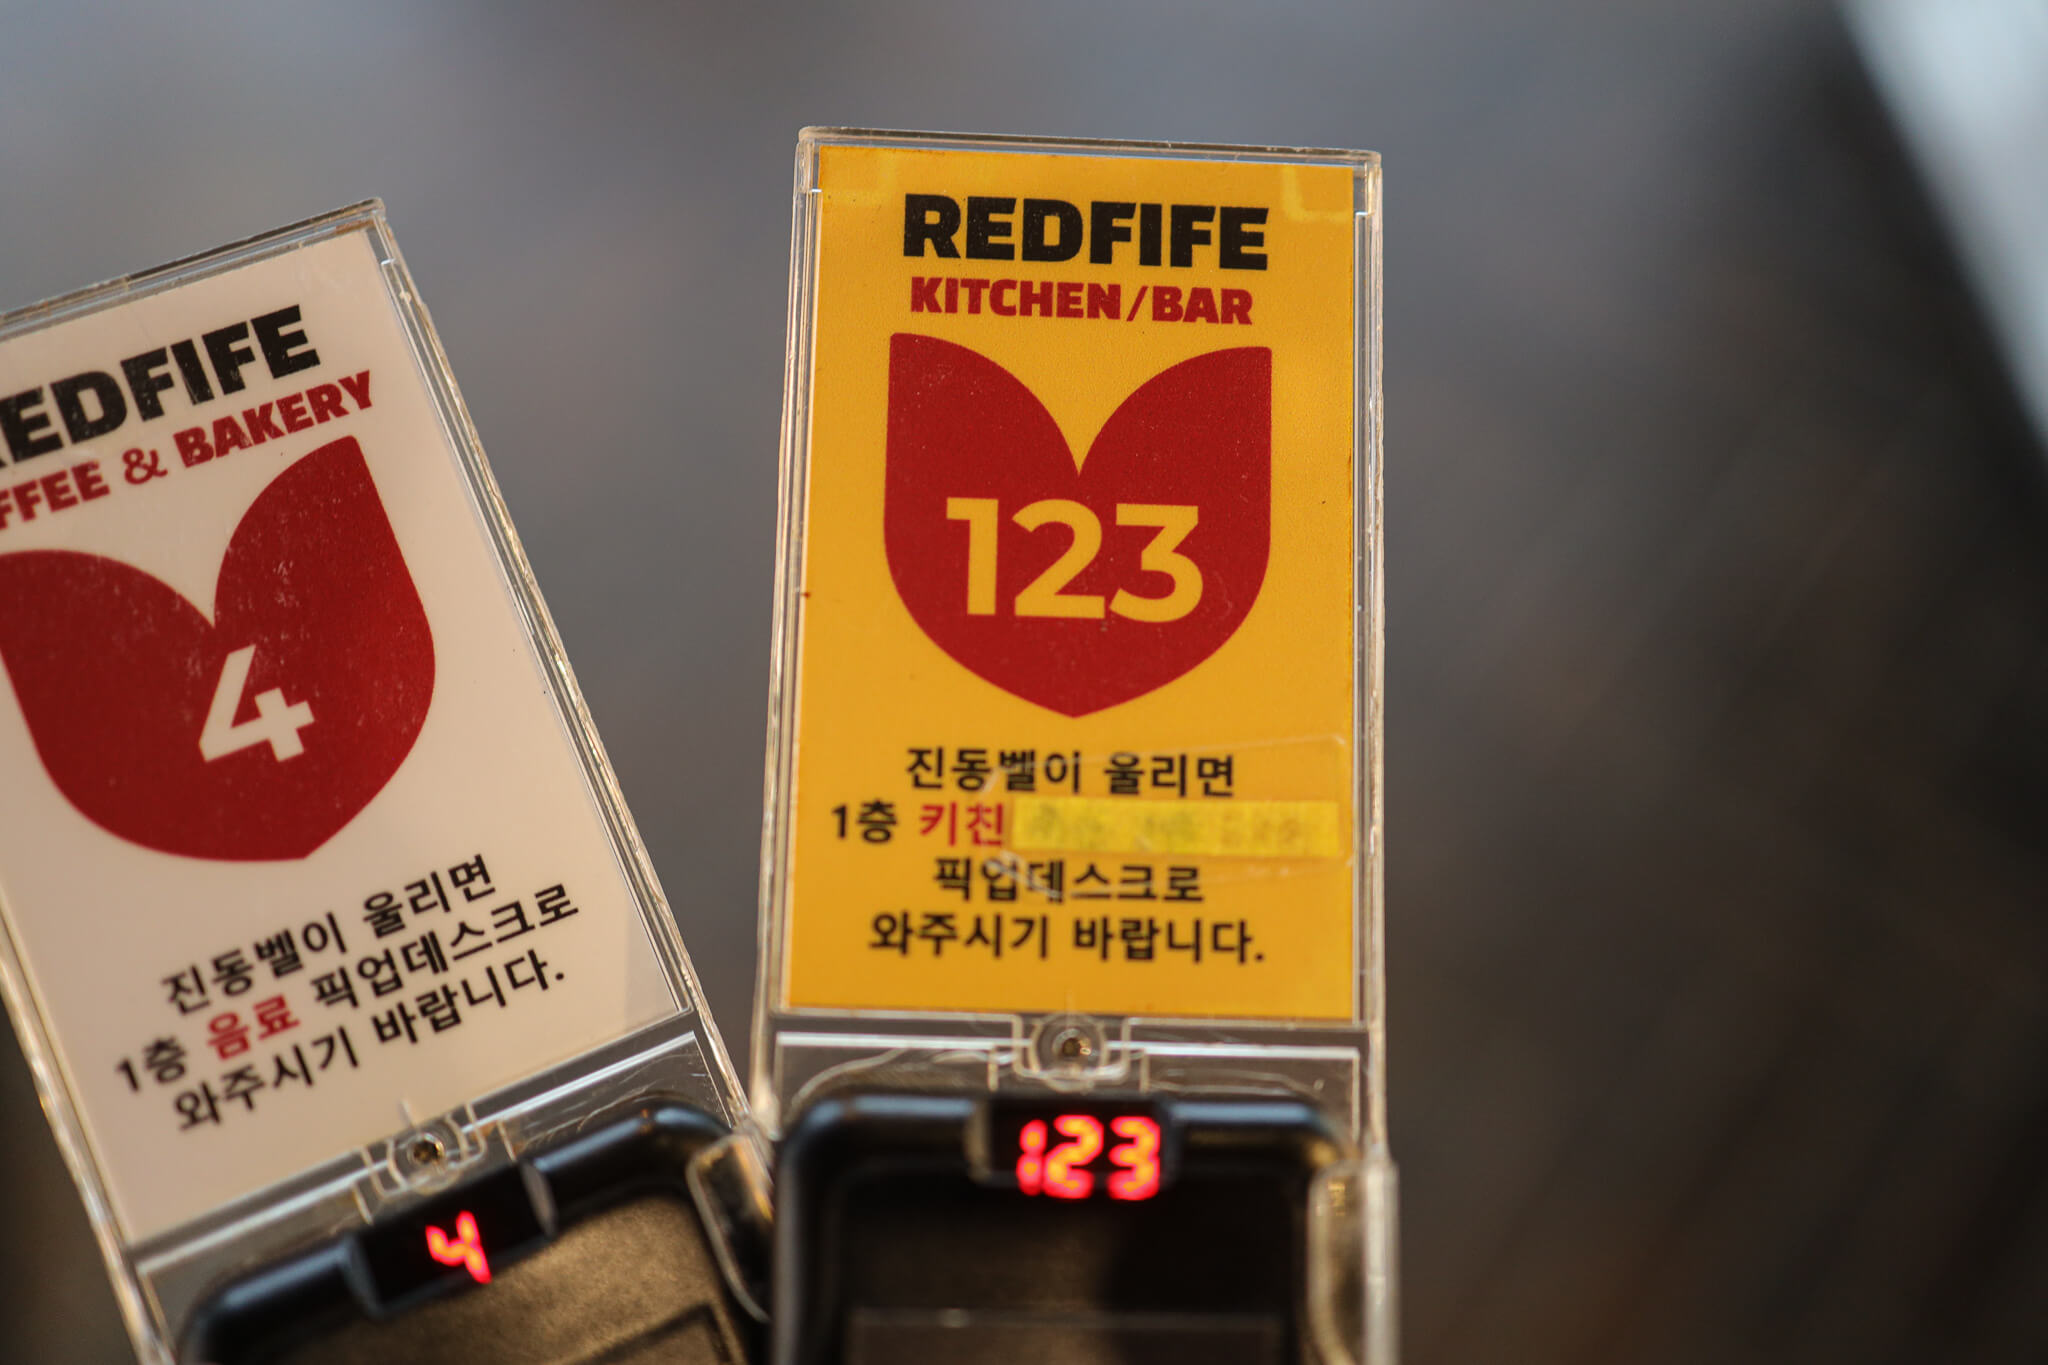 REDFIFE
FFEE & BAKERY
4
진동벨이 울리면
1층 음료 픽업데스크로
와주시기 바랍니다.
4
REDFIFE
KITCHEN/BAR
123
진동벨이 울리면
1층 키친
픽업데스크로
와주시기 바랍니다.
123